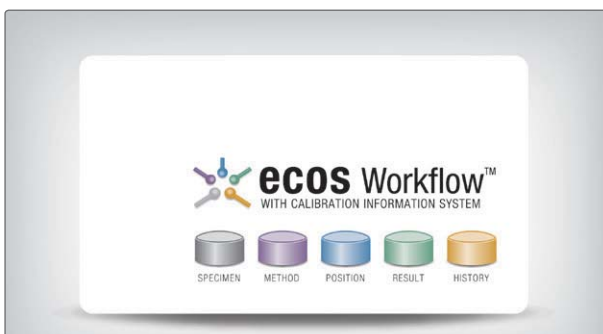 ecos Workflow™
WITH CALIBRATION INFORMATION SYSTEM
SPECIMEN METHOD POSITION RESULT HISTORY